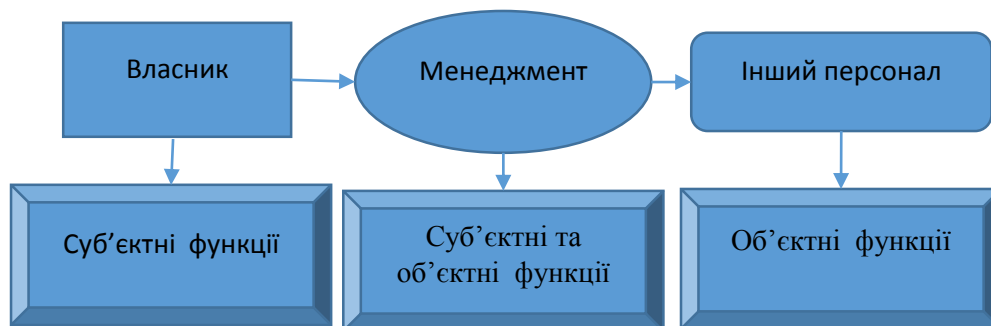 Власник
Менеджмент
Інший персонал
Суб’єктні функції
Суб’єктні та
об’єктні функції
Об’єктні функції